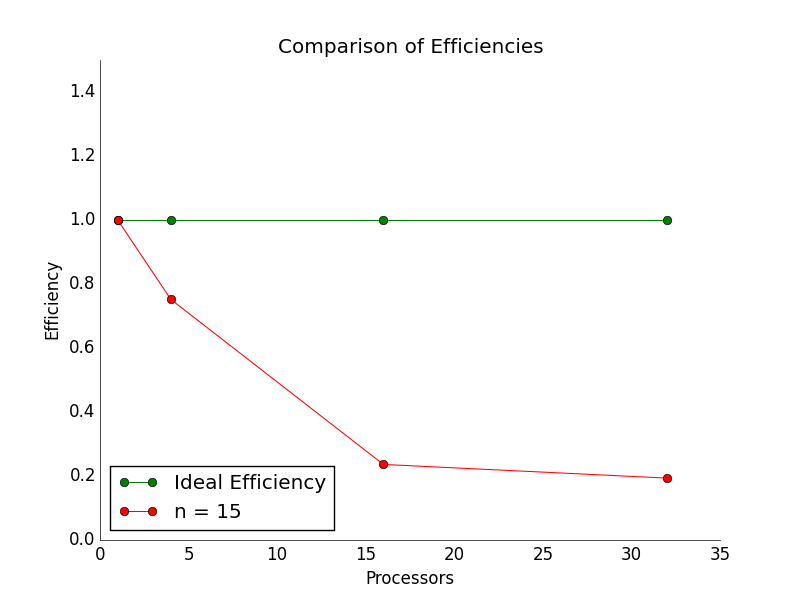 Comparison of Efficiencies
1.4
1.2
1.0
0.8
0.6
0.4
0.2
0.0
Efficiency
Ideal Efficiency
n = 15
0 5 10 15 20 25 30 35
Processors